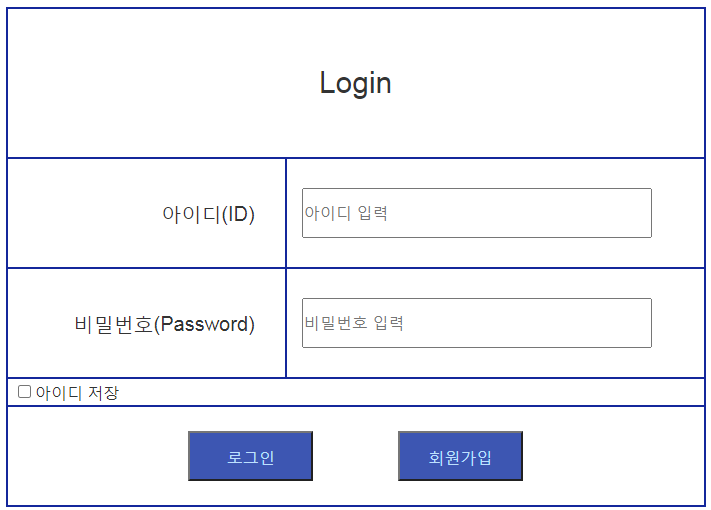 Login
아이디(ID)
아이디 입력
비밀번호(Password)
비밀번호 입력
아이디 저장
로그인
회원가입